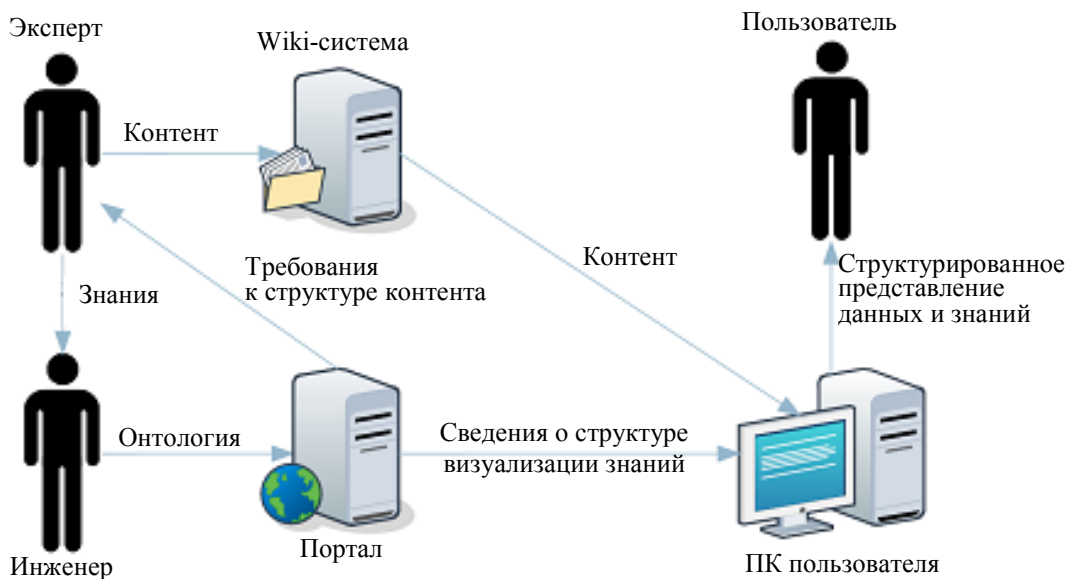 Эксперт
Wiki-система
Пользователь
Контент
Контент
Требования
к структуре контента
Структурированное
представление
данных и знаний
Знания
Онтология
Сведения о структуре
визуализации знаний
Портал
Инженер
ПК пользователя